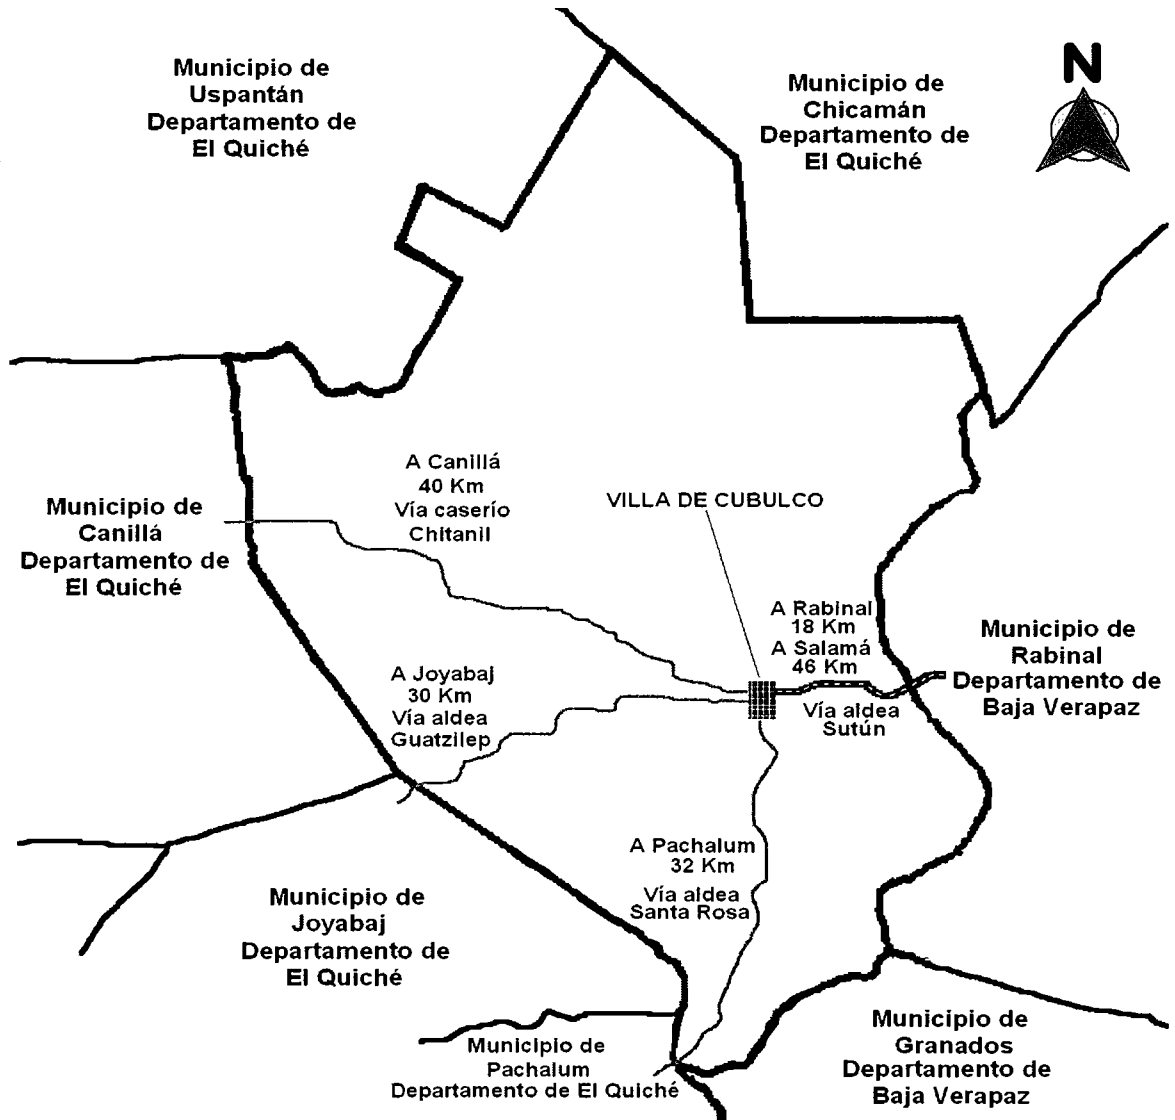 Municipio de
Uspantán
Departamento de
El Quiché
Municipio de
Chicamán
Departamento de
El Quiché
N
A Canillá
40 Km
Vía caserío
Chitanil
VILLA DE CUBULCO
Municipio de
Canillá
Departamento de
El Quiché
A Rabinal
18 Km
A Salamá
46 Km
Vía aldea
Sutún
Municipio de
Rabinal
Departamento de
Baja Verapaz
A Joyabaj
30 Km
Vía aldea
Guatzilep
A Pachalum
32 Km
Vía aldea
Santa Rosa
Municipio de
Joyabaj
Departamento de
El Quiché
Municipio de
Pachalum
Departamento de El Quiché
Municipio de
Granados
Departamento de
Baja Verapaz